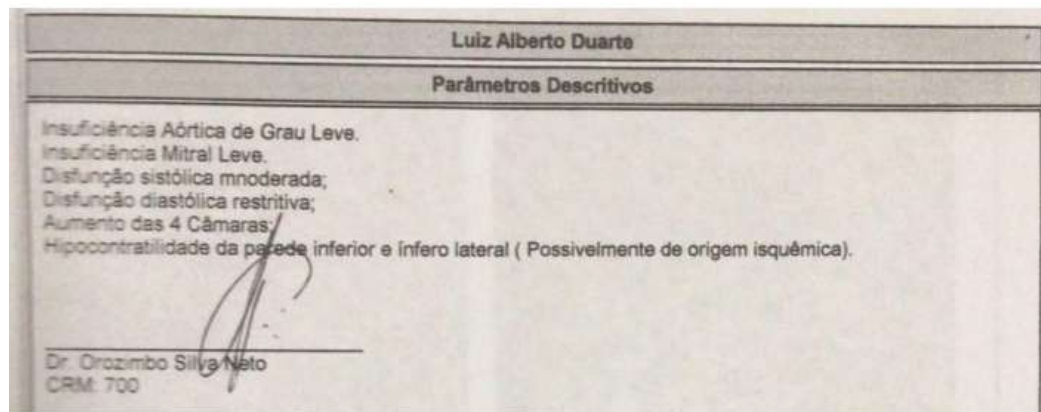 Luiz Alberto Duarte
Parâmetros Descritivos
Insuficiência Aórtica de Grau Leve.
Insuficiência Mitral Leve.
Disfunção sistólica mnoderada;
Disfunção diastólica restritiva;
Aumento das 4 Câmaras;
Hipocontratilidade da parede inferior e ínfero lateral ( Possivelmente de origem isquêmica).
Dr. Orozimbo Silva Neto
CRM: 700